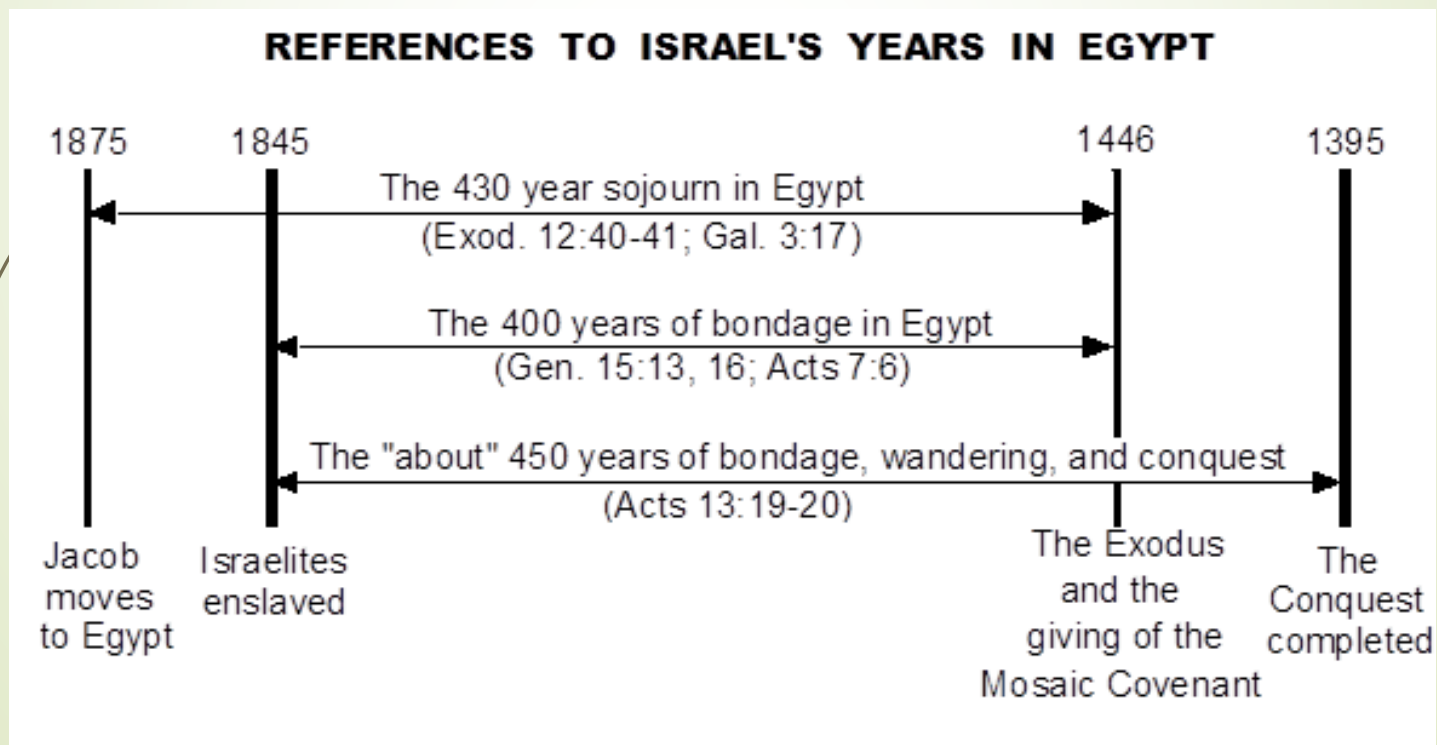 REFERENCES TO ISRAEL'S YEARS IN EGYPT
1875 1845 1446 1395
The 430 year sojourn in Egypt
(Exod. 12:40-41; Gal. 3:17)
The 400 years of bondage in Egypt
(Gen. 15:13, 16; Acts 7:6)
The "about" 450 years of bondage, wandering, and conquest
(Acts 13:19-20)
Jacob
moves
to Egypt
Israelites
enslaved
The Exodus
and the
giving of the
Mosaic Covenant
The
Conquest
completed